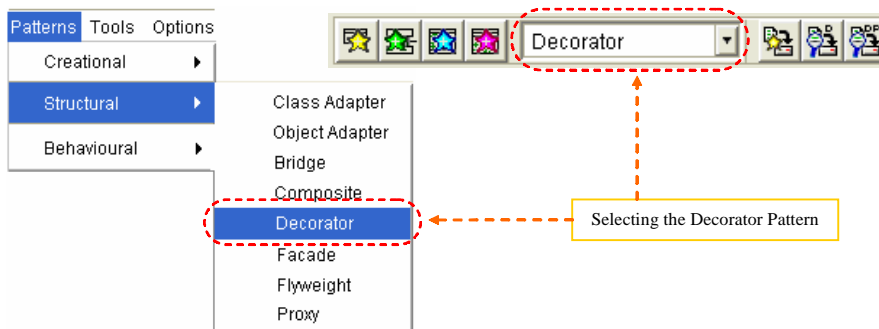 Patterns Tools Options
Creational
Structural
Behavioural
Class Adapter
Object Adapter
Bridge
Composite
Decorator
Facade
Flyweight
Proxy
Decorator
Selecting the Decorator Pattern